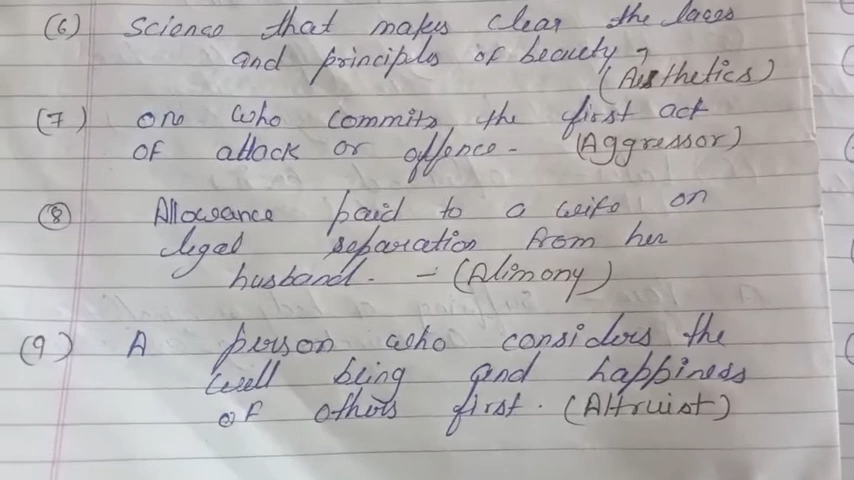 (6) Science that makes clear the laws
and principles of beauty,
(Aesthetics)
(7) one who commits the first act
of attack or offence - (Aggressor)
(8) Allowance paid to a wife on
legal separation from her
husband. - (Alimony)
(9) A person who considers the
well being and happiness
of others first. (Altruist)